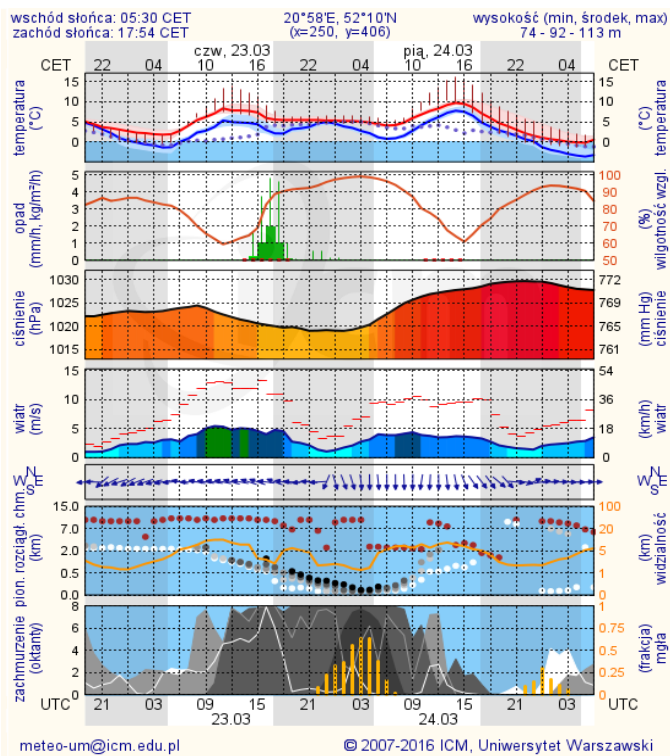 wschód słońca: 05:30 CET 20°58'E, 52°10'N wysokość (min, środek, max)
zachód słońca: 17:54 CET (x=250, y=406) 74 - 92 - 113 m
czw, 23.03 pią, 24.03
CET 22 04 10 16 22 04 10 16 22 04 CET
temperatura (°C)
15 10 5 0
15 10 5 0
temperatura (°C)
opad (mm/h, kg/m²/h)
5 4 3 2 1 0
100 90 80 70 60 50
(%) wilgotność wzgl.
ciśnienie (hPa)
1030 1025 1020 1015
772 769 765 761
(mm Hg) ciśnienie
wiatr (m/s)
15 10 5 0
54 36 18 0
(km/h) wiatr
N W E S
N W E S
pion. rozciągł. chm. (km)
15.0 7.0 2.0 0.5 0.0
100 20 5 1 0
(km) widzialność
zachmurzenie (oktanty)
8 6 4 2 0
1 0.75 0.5 0.25 0
(frakcja) mgła
UTC 21 03 09 15 21 03 09 15 21 03 UTC
23.03 24.03
meteo-um@icm.edu.pl © 2007-2016 ICM, Uniwersytet Warszawski